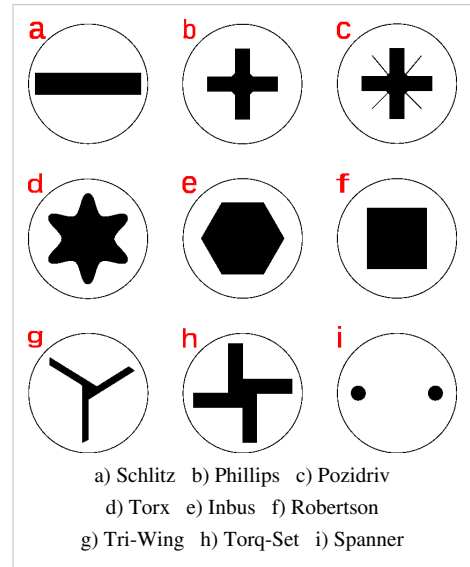 a b c
d e f
g h i
a) Schlitz b) Phillips c) Pozidriv
d) Torx e) Inbus f) Robertson
g) Tri-Wing h) Torq-Set i) Spanner